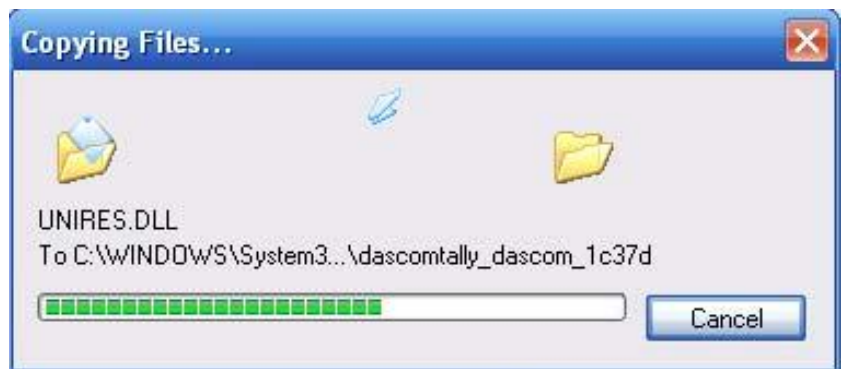 Copying Files...
UNIRES.DLL
To C:\WINDOWS\System3...\dascomtally_dascom_1c37d
Cancel